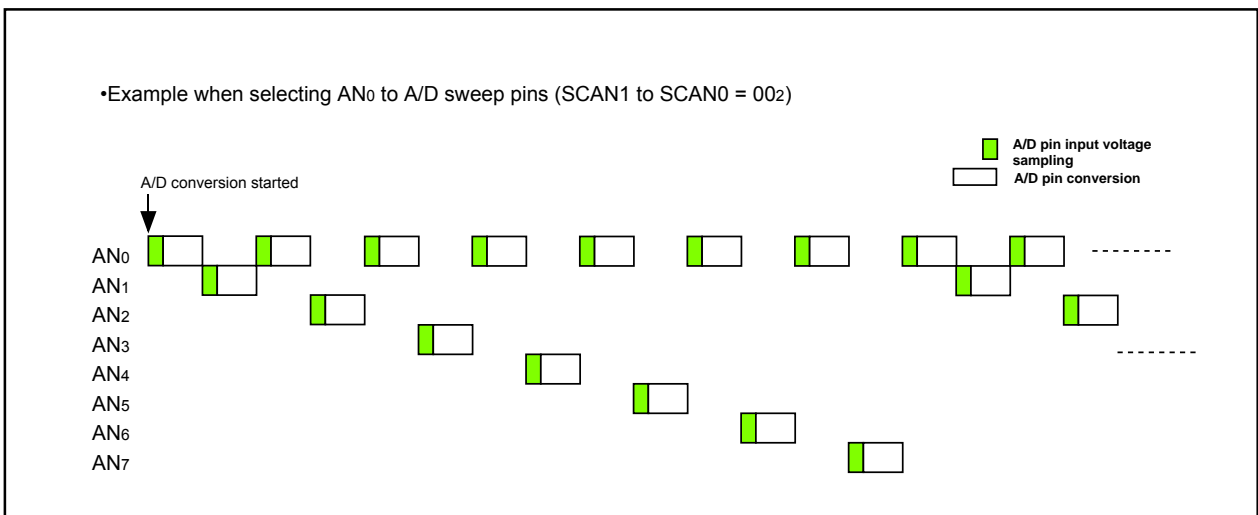 •Example when selecting AN0 to A/D sweep pins (SCAN1 to SCAN0 = 002)
A/D pin input voltage
sampling
A/D pin conversion
A/D conversion started
AN0
AN1
AN2
AN3
AN4
AN5
AN6
AN7